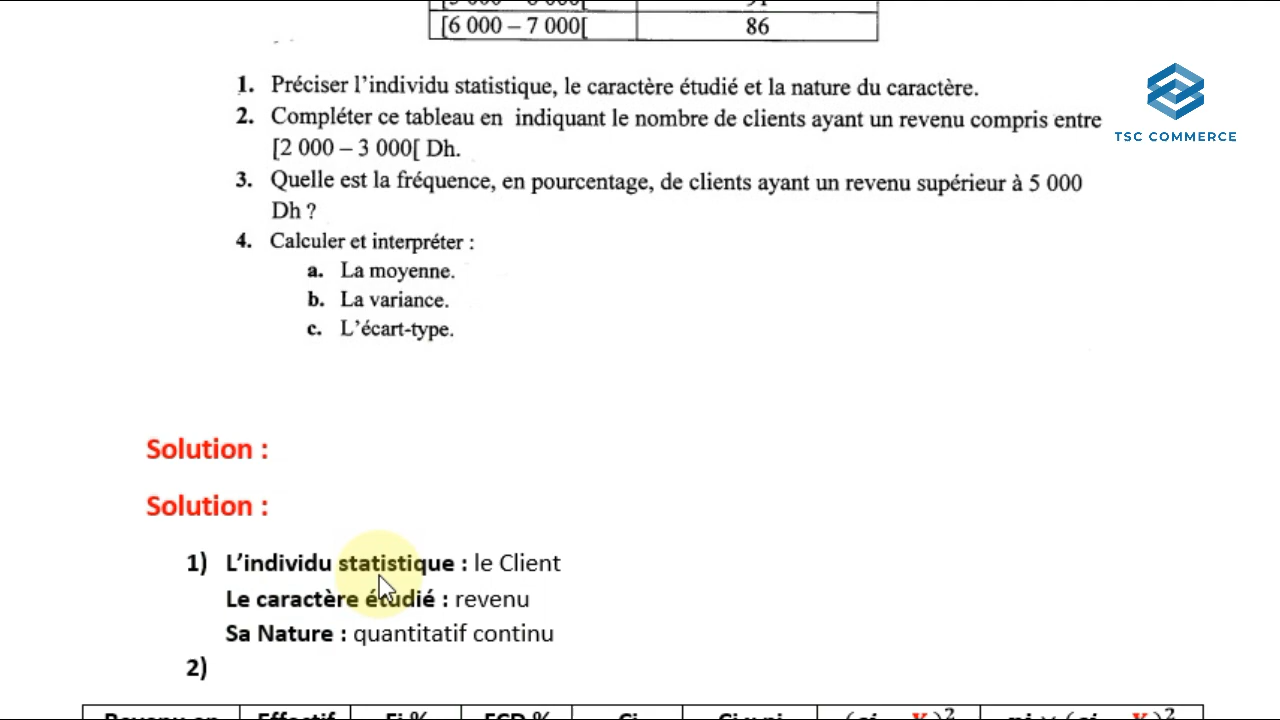 [6 000 – 7 000[ 86
1. Préciser l'individu statistique, le caractère étudié et la nature du caractère.
2. Compléter ce tableau en indiquant le nombre de clients ayant un revenu compris entre
[2 000 – 3 000[ Dh.
3. Quelle est la fréquence, en pourcentage, de clients ayant un revenu supérieur à 5 000
Dh ?
4. Calculer et interpréter :
a. La moyenne.
b. La variance.
c. L'écart-type.
TSC COMMERCE
Solution :
Solution :
1) L'individu statistique : le Client
Le caractère étudié : revenu
Sa Nature : quantitatif continu
2)